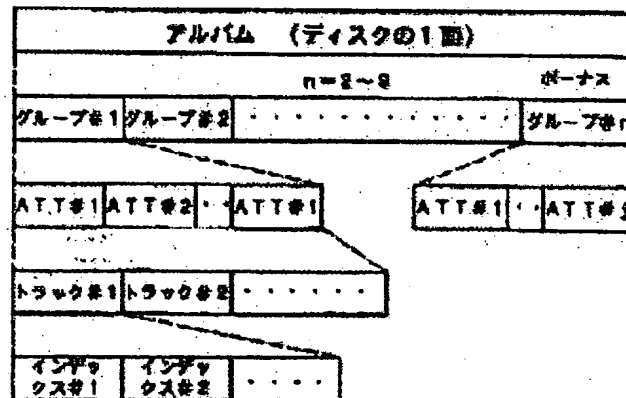 アルバム (ディスクの1面)
n=2~9 ボーナス
グループ#1 グループ#2 ・・・・・・・・・・・・ グループ#n
ATT#1 ATT#2 ・・ ATT#1 ATT#1 ・・ ATT#j
トラック#1 トラック#2 ・・・・・・
インデッ インデッ
クス#1 クス#2 ・・・・